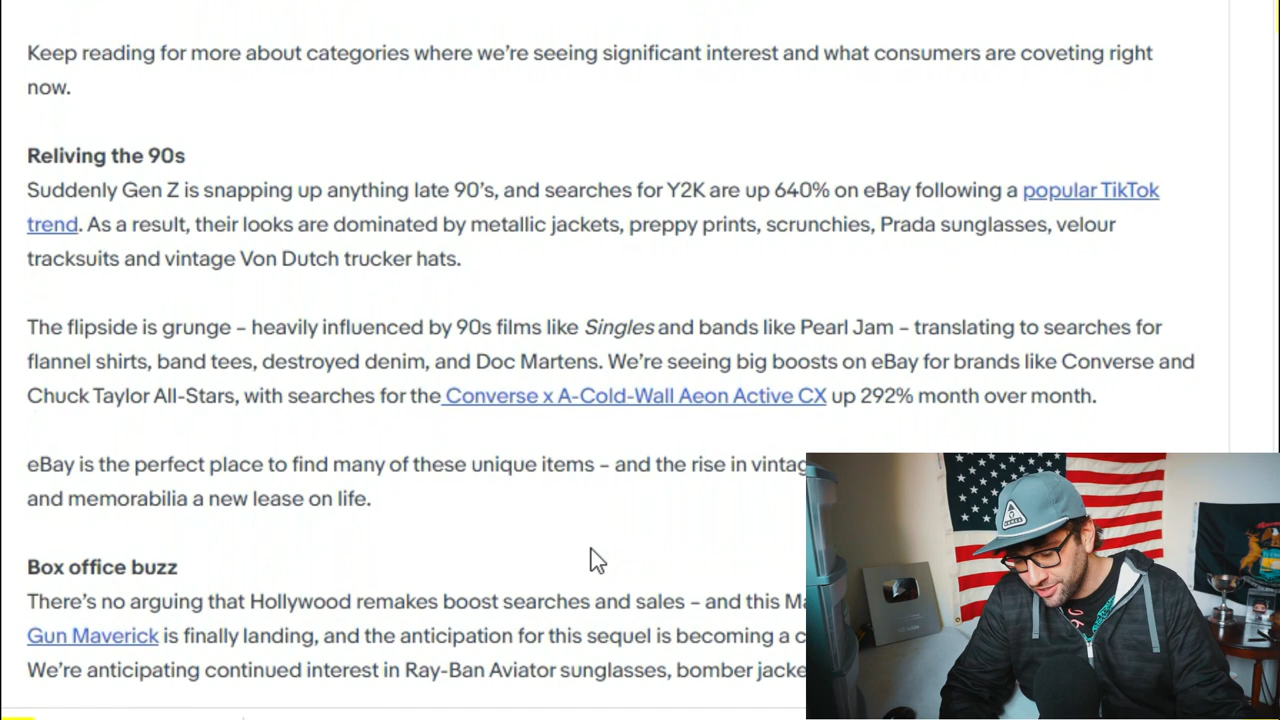 Keep reading for more about categories where we’re seeing significant interest and what consumers are coveting right
now.
Reliving the 90s
Suddenly Gen Z is snapping up anything late 90’s, and searches for Y2K are up 640% on eBay following a popular TikTok
trend. As a result, their looks are dominated by metallic jackets, preppy prints, scrunchies, Prada sunglasses, velour
tracksuits and vintage Von Dutch trucker hats.
The flipside is grunge – heavily influenced by 90s films like Singles and bands like Pearl Jam – translating to searches for
flannel shirts, band tees, destroyed denim, and Doc Martens. We’re seeing big boosts on eBay for brands like Converse and
Chuck Taylor All-Stars, with searches for the Converse x A-Cold-Wall Aeon Active CX up 292% month over month.
eBay is the perfect place to find many of these unique items – and the rise in vintag
and memorabilia a new lease on life.
Box office buzz
There’s no arguing that Hollywood remakes boost searches and sales – and this Ma
Gun Maverick is finally landing, and the anticipation for this sequel is becoming a c
We’re anticipating continued interest in Ray-Ban Aviator sunglasses, bomber jacke